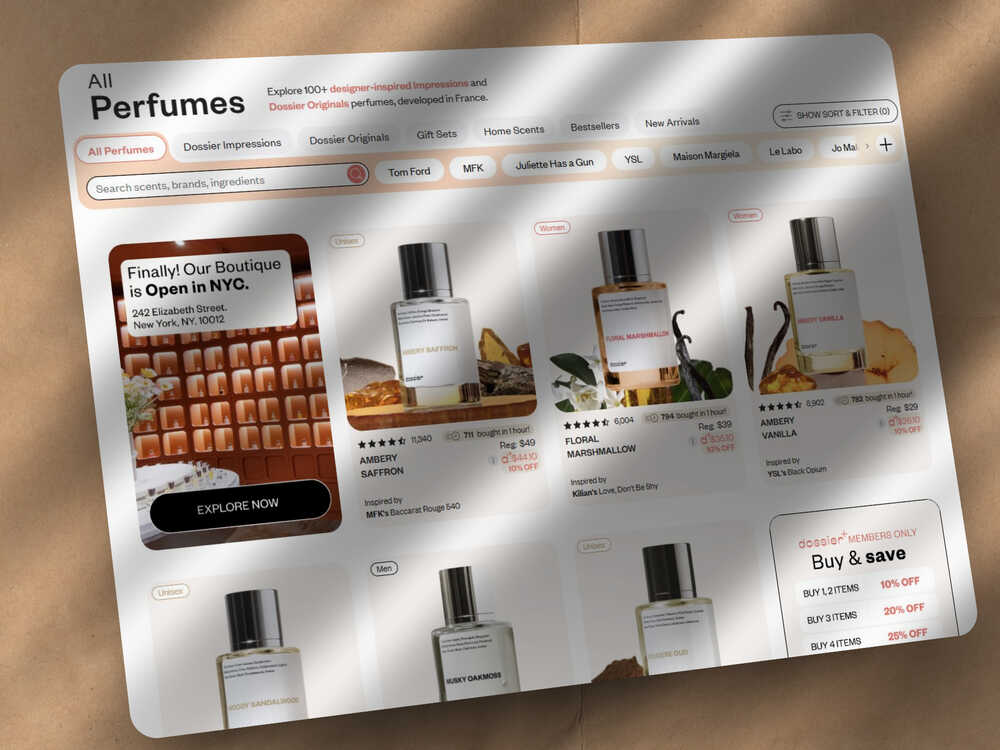 All
Perfumes
Explore 100+ designer-inspired Impressions and
Dossier Originals perfumes, developed in France.
SHOW SORT & FILTER (0)
All Perfumes
Dossier Impressions
Dossier Originals
Gift Sets
Home Scents
Bestsellers
New Arrivals
Search scents, brands, ingredients
Tom Ford
MFK
Juliette Has a Gun
YSL
Maison Margiela
Le Labo
Jo Mal
Finally! Our Boutique
is Open in NYC.
242 Elizabeth Street.
New York, NY, 10012
EXPLORE NOW
Unisex
AMBERY SAFFRON
dossier
11,340
711 bought in 1 hour!
AMBERY
SAFFRON
Reg: $49
d+$44.10
10% OFF
Inspired by
MFK's Baccarat Rouge 540
Women
FLORAL MARSHMALLOW
dossier
6,004
794 bought in 1 hour!
FLORAL
MARSHMALLOW
Reg: $39
d+$35.10
10% OFF
Inspired by
Kilian's Love, Don't Be Shy
Women
AMBERY VANILLA
dossier
792 bought in 1 hour!
AMBERY
VANILLA
Reg: $29
d+$26.10
10% OFF
Inspired by
YSL's Black Opium
Unisex
WOODY SANDALWOOD
Men
MUSKY OAKMOSS
Unisex
OUD
dossier+ MEMBERS ONLY
Buy & save
BUY 1, 2 ITEMS 10% OFF
BUY 3 ITEMS 20% OFF
BUY 4 ITEMS 25% OFF